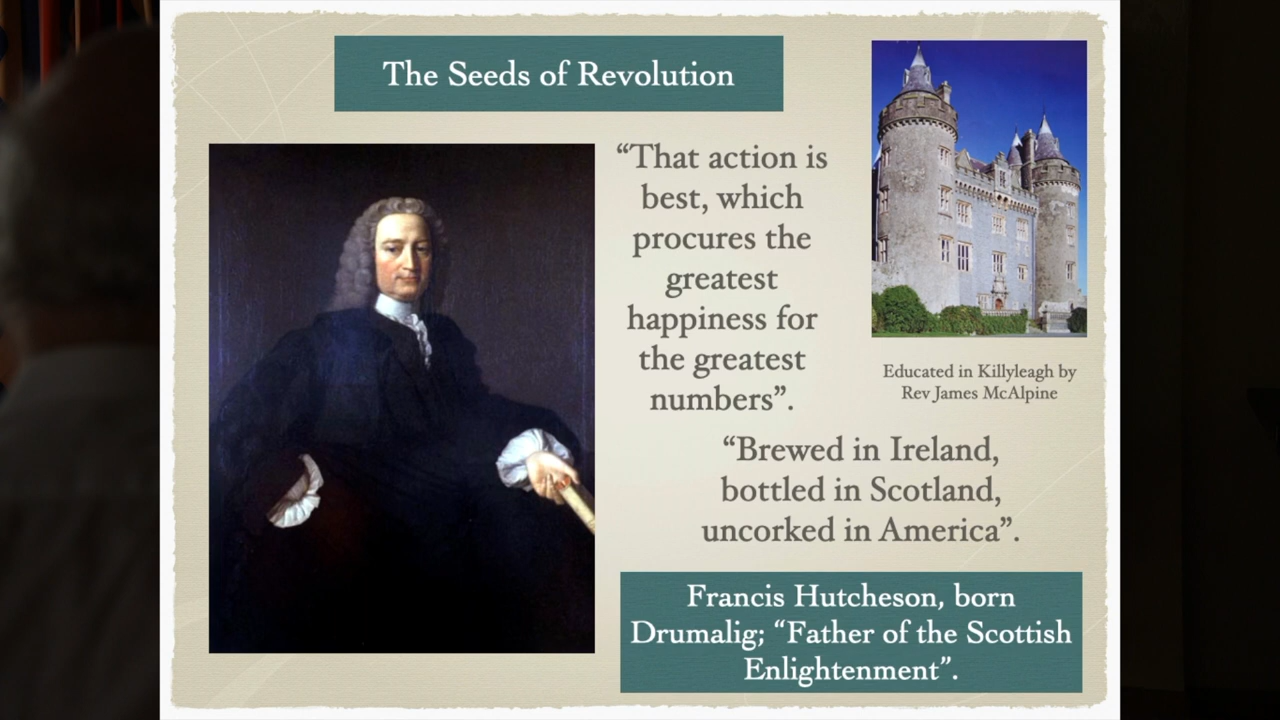 The Seeds of Revolution
“That action is
best, which
procures the
greatest
happiness for
the greatest
numbers”.
Educated in Killyleagh by
Rev James McAlpine
“Brewed in Ireland,
bottled in Scotland,
uncorked in America”.
Francis Hutcheson, born
Drumalig; “Father of the Scottish
Enlightenment”.